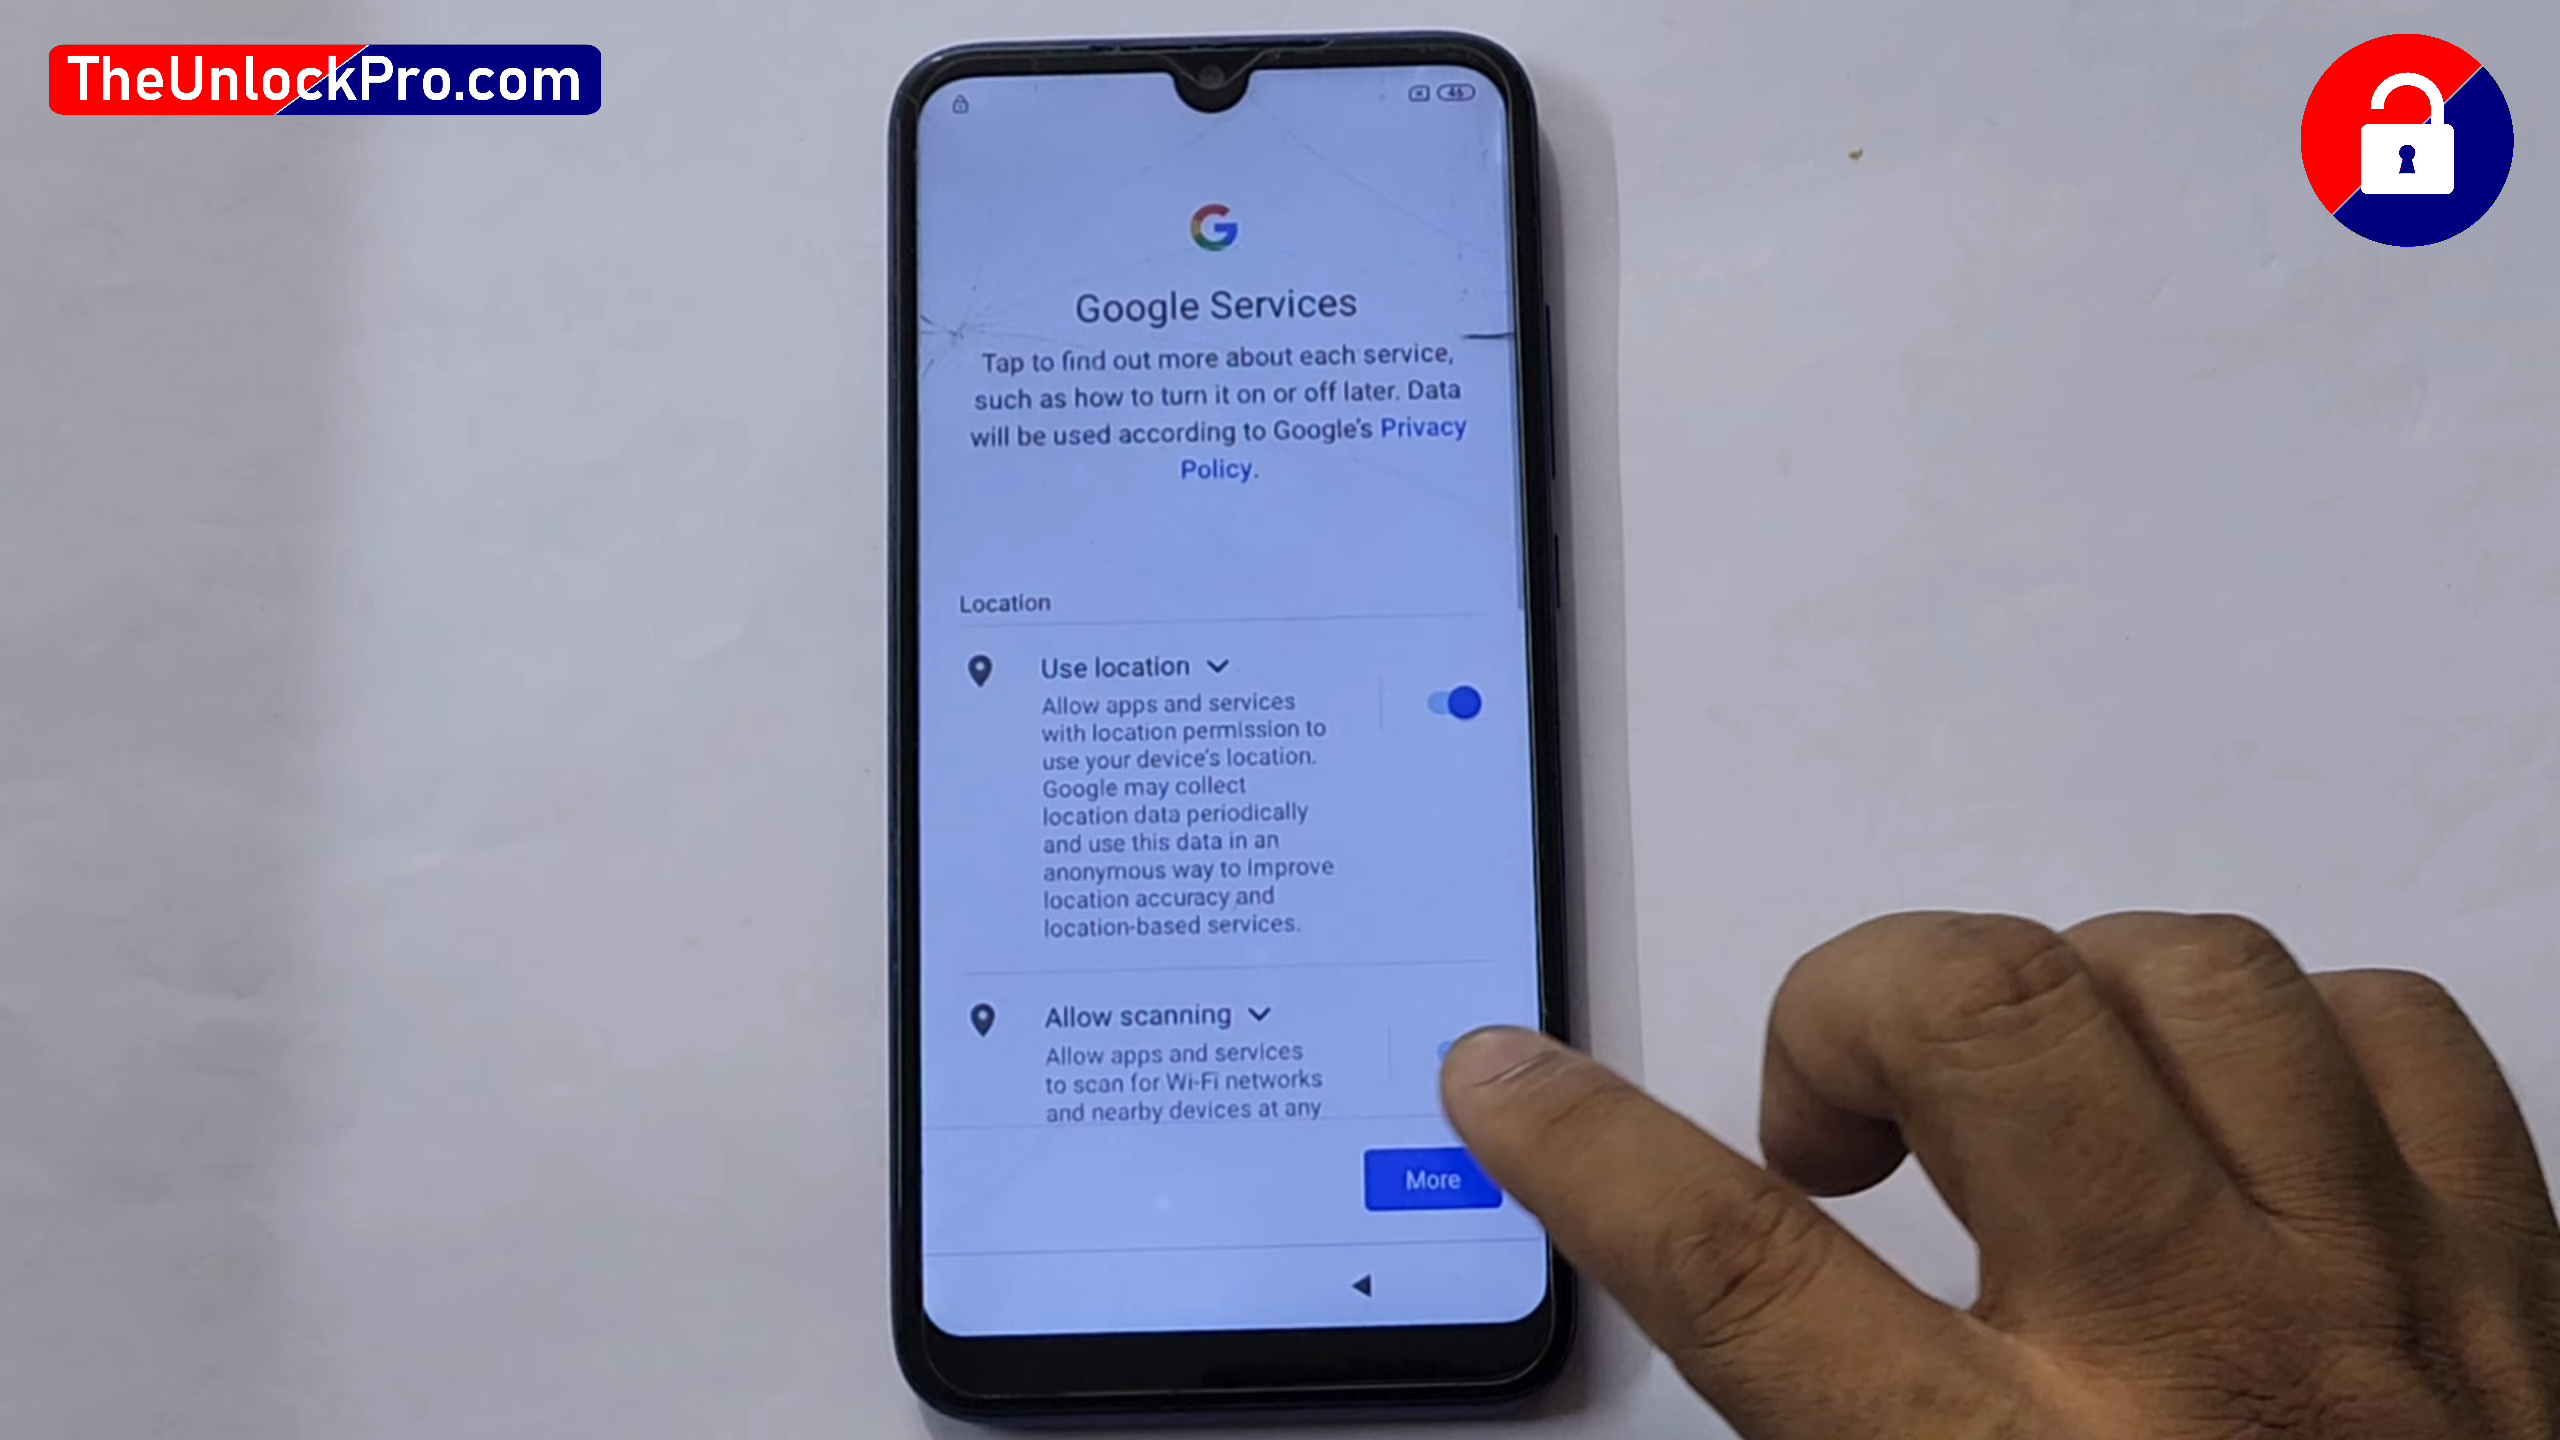 TheUnlockPro.com
46
Google Services
Tap to find out more about each service,
such as how to turn it on or off later. Data
will be used according to Google's Privacy
Policy.
Location
Use location
Allow apps and services
with location permission to
use your device's location.
Google may collect
location data periodically
and use this data in an
anonymous way to improve
location accuracy and
location-based services.
Allow scanning
Allow apps and services
to scan for Wi-Fi networks
and nearby devices at any
More